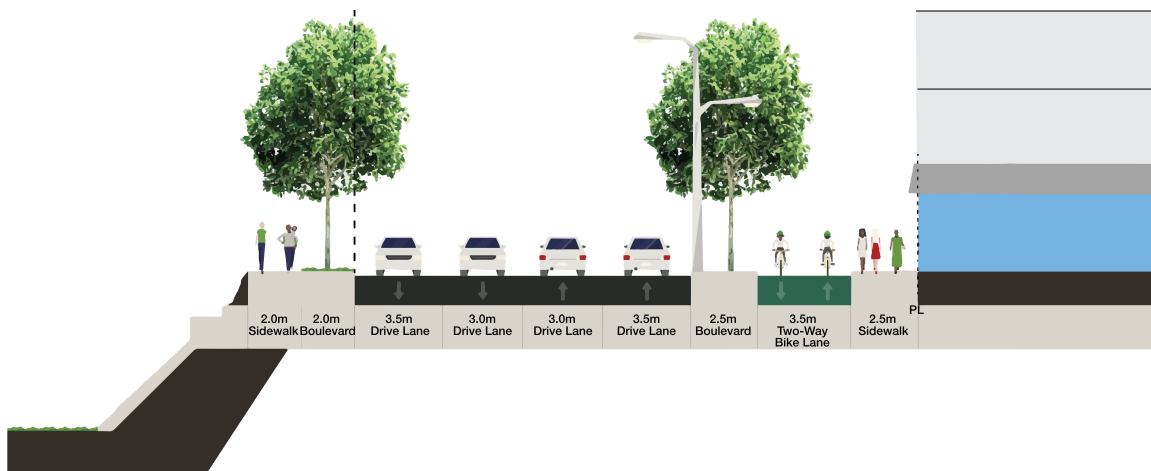 PL
2.0m
Sidewalk
2.0m
Boulevard
3.5m
Drive Lane
3.0m
Drive Lane
3.0m
Drive Lane
3.5m
Drive Lane
2.5m
Boulevard
3.5m
Two-Way
Bike Lane
2.5m
Sidewalk